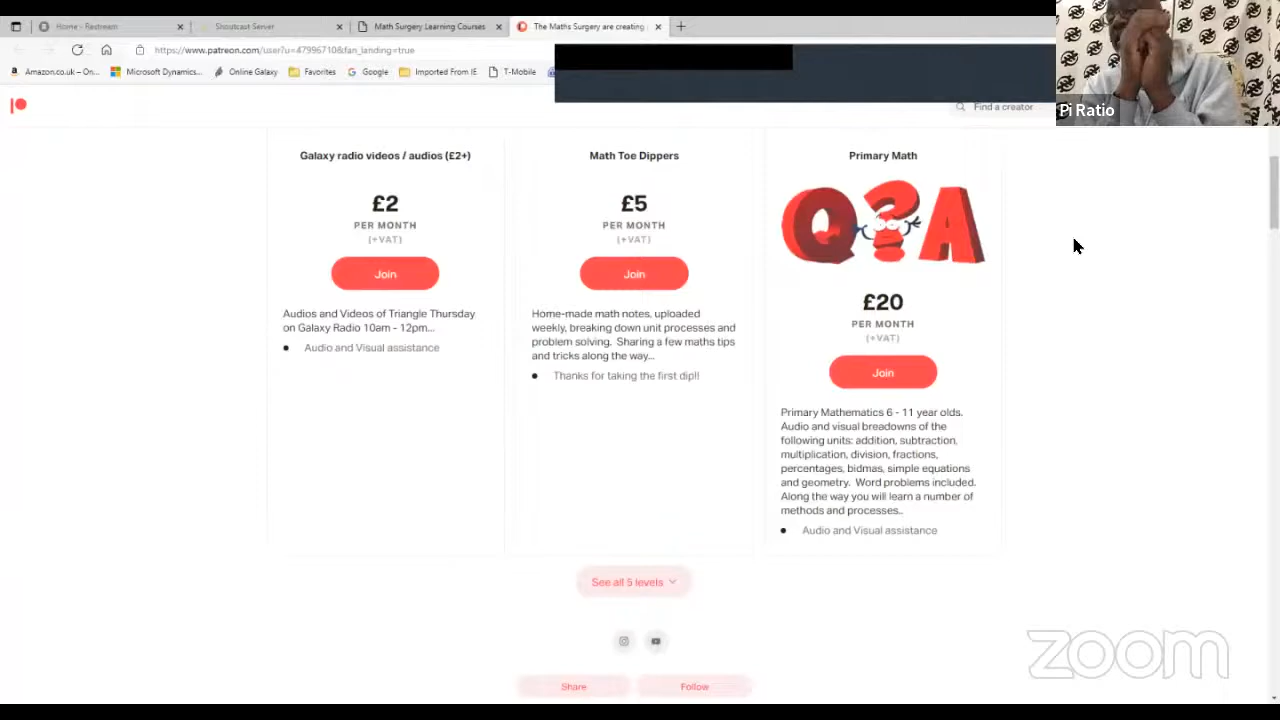 Home - Restream
Shoutcast Server
Math Surgery Learning Courses
The Maths Surgery are creating
https://www.patreon.com/user?u=47996710&fan_landing=true
Amazon.co.uk – On...
Microsoft Dynamics...
Online Galaxy
Favorites
Google
Imported From IE
T-Mobile
Find a creator
Pi Ratio
Galaxy radio videos / audios (£2+)
£2
PER MONTH
(+VAT)
Join
Audios and Videos of Triangle Thursday
on Galaxy Radio 10am - 12pm...
Audio and Visual assistance
Math Toe Dippers
£5
PER MONTH
(+VAT)
Join
Home-made math notes, uploaded
weekly, breaking down unit processes and
problem solving. Sharing a few maths tips
and tricks along the way...
Thanks for taking the first dip!!
Primary Math
Q?A
£20
PER MONTH
(+VAT)
Join
Primary Mathematics 6 - 11 year olds.
Audio and visual breadowns of the
following units: addition, subtraction,
multiplication, division, fractions,
percentages, bidmas, simple equations
and geometry. Word problems included.
Along the way you will learn a number of
methods and processes..
Audio and Visual assistance
See all 5 levels
Share
Follow
zoom